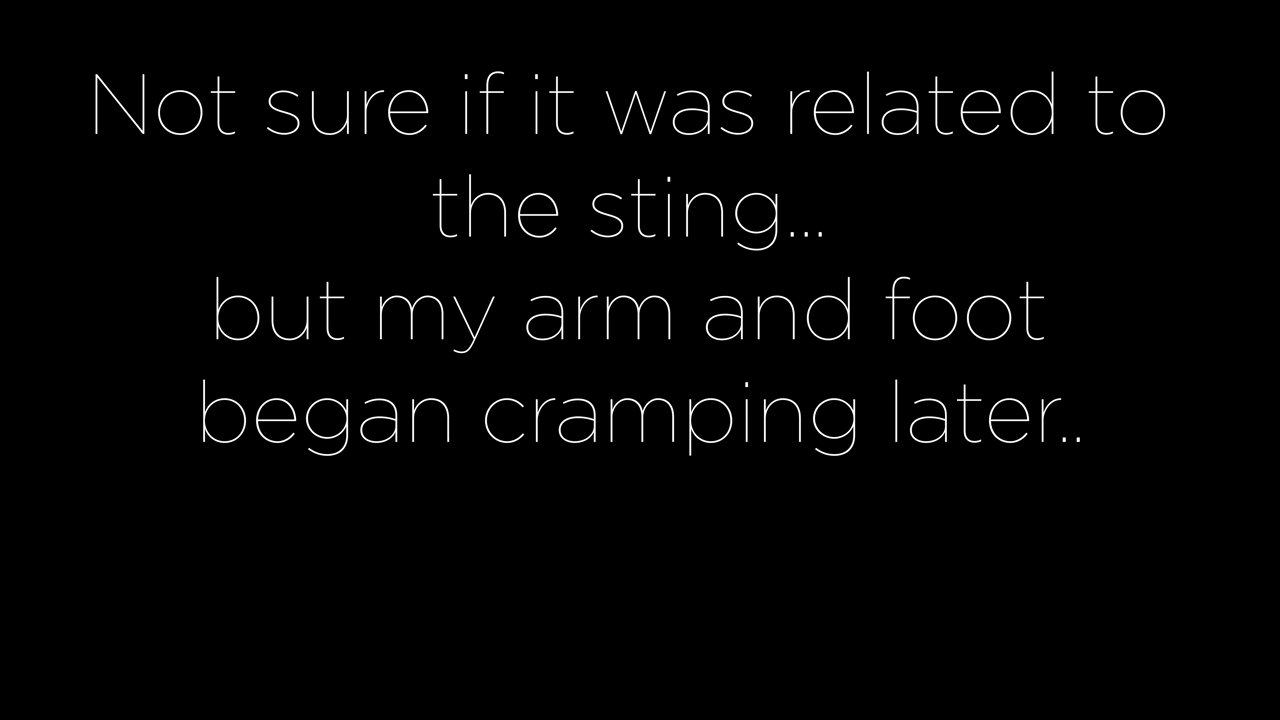 Not sure if it was related to
the sting...
but my arm and foot
began cramping later..